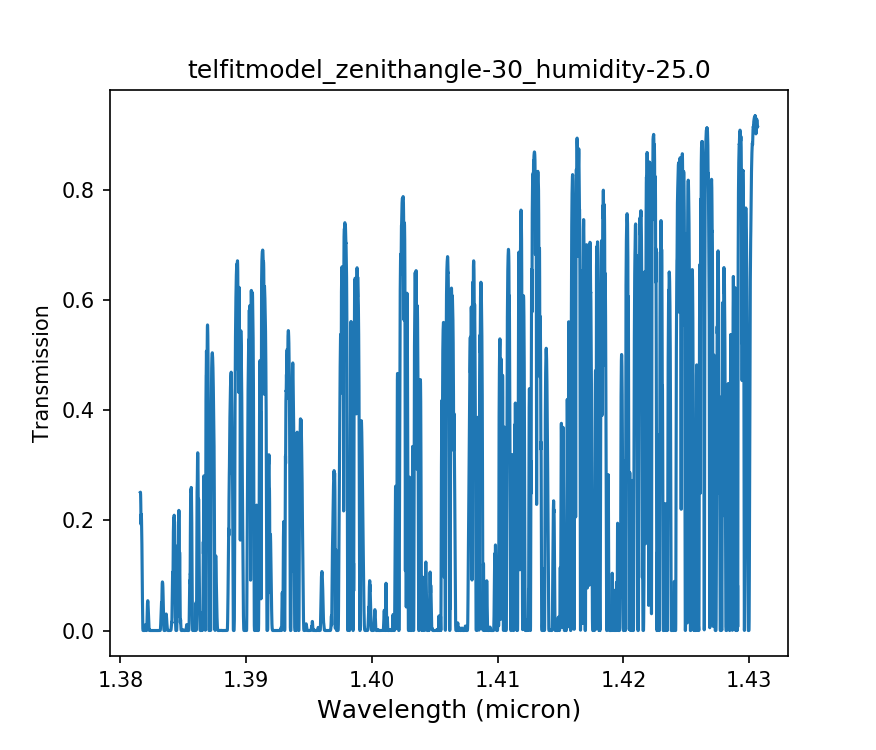 telfitmodel_zenithangle-30_humidity-25.0
Transmission
0.8
0.6
0.4
0.2
0.0
1.38 1.39 1.40 1.41 1.42 1.43
Wavelength (micron)